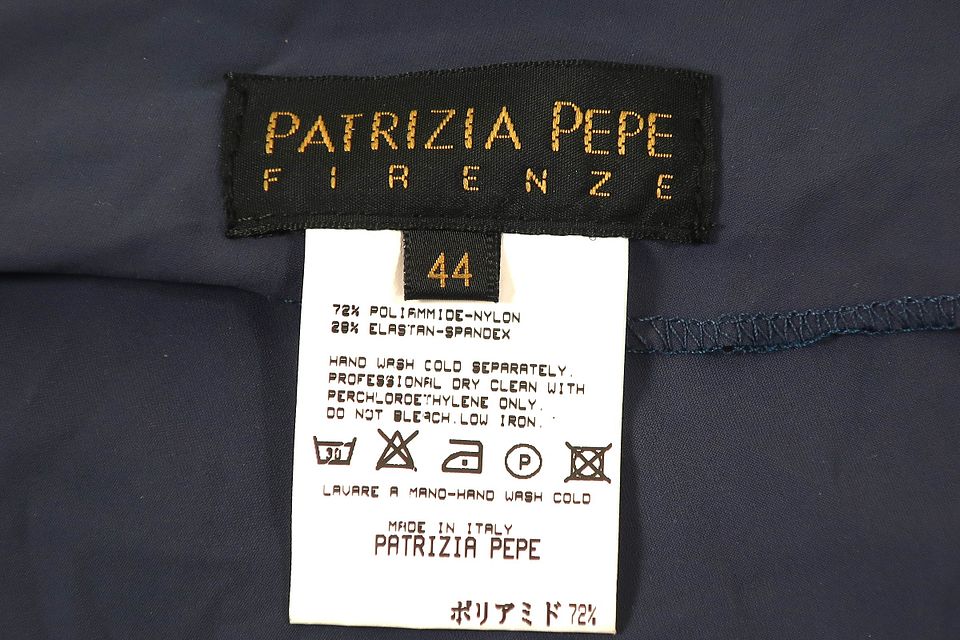 PATRIZIA PEPE
FIRENZE
44
72% POLIAMMIDE-NYLON
28% ELASTAN-SPANDEX
HAND WASH COLD SEPARATELY.
PROFESSIONAL DRY CLEAN WITH
PERCHLOROETHYLENE ONLY.
DO NOT BLEACH.LOW IRON.
30
P
LAVARE A MANO-HAND WASH COLD
MADE IN ITALY
PATRIZIA PEPE
ポリアミド 72%